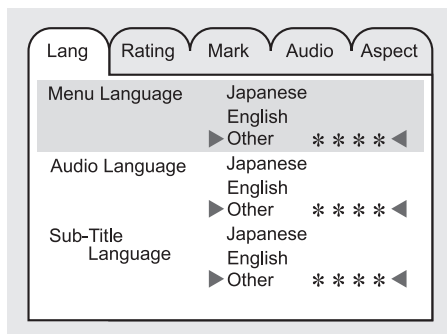 Lang Rating Mark Audio Aspect
Menu Language Japanese
English
▶Other ****◀
Audio Language Japanese
English
▶Other ****◀
Sub-Title Japanese
Language English
▶Other ****◀